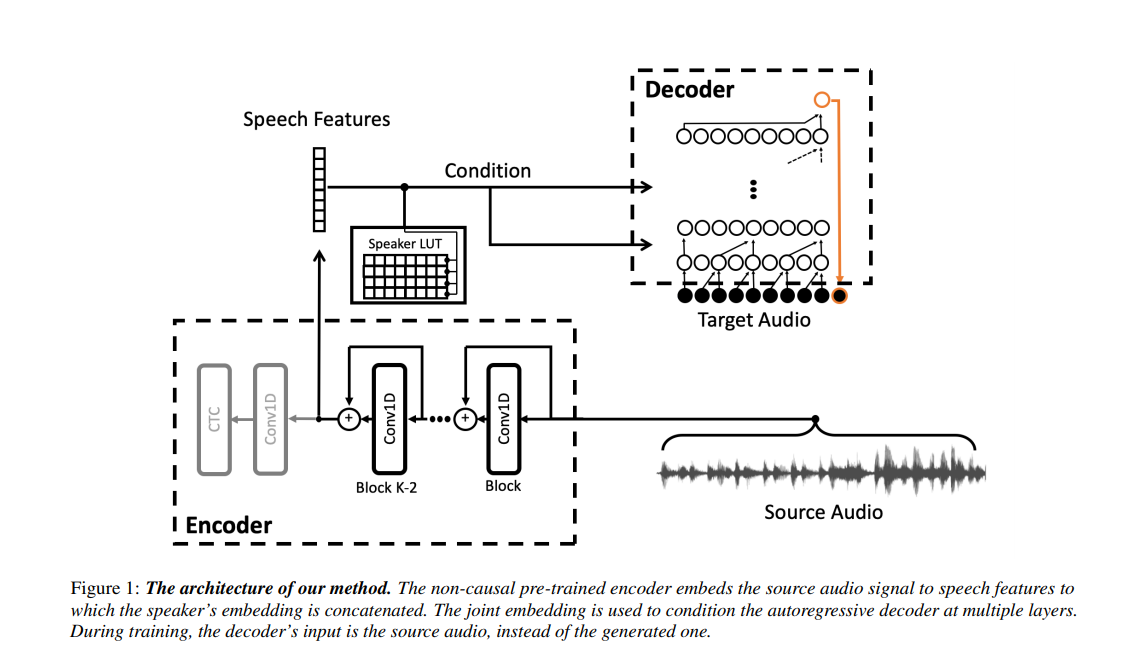 Decoder
Speech Features
Condition
Speaker LUT
Target Audio
CTC
Conv1D
+
Conv1D
+
Conv1D
Block K-2
Block
Source Audio
Encoder
Figure 1: The architecture of our method. The non-causal pre-trained encoder embeds the source audio signal to speech features to
which the speaker's embedding is concatenated. The joint embedding is used to condition the autoregressive decoder at multiple layers.
During training, the decoder's input is the source audio, instead of the generated one.